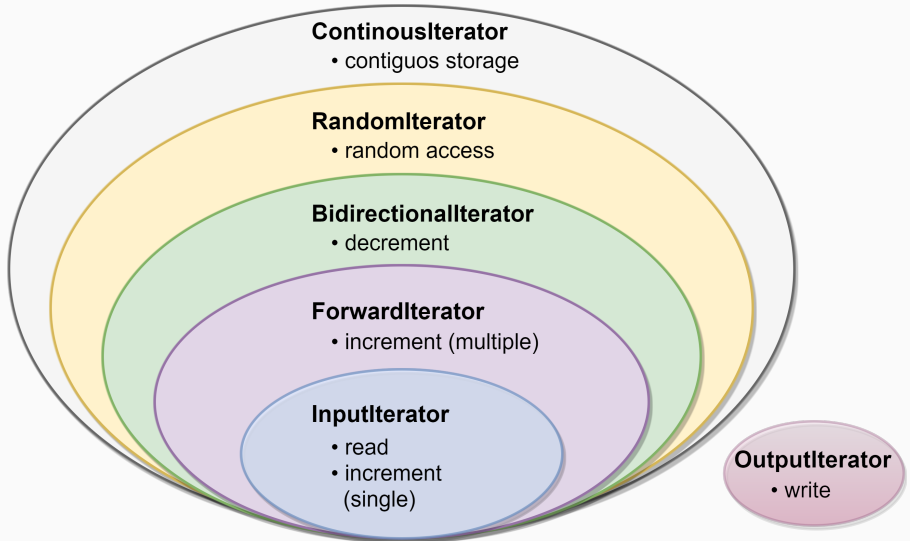 ContinousIterator
• contiguos storage
RandomIterator
• random access
BidirectionalIterator
• decrement
ForwardIterator
• increment (multiple)
InputIterator
• read
• increment
(single)
OutputIterator
• write